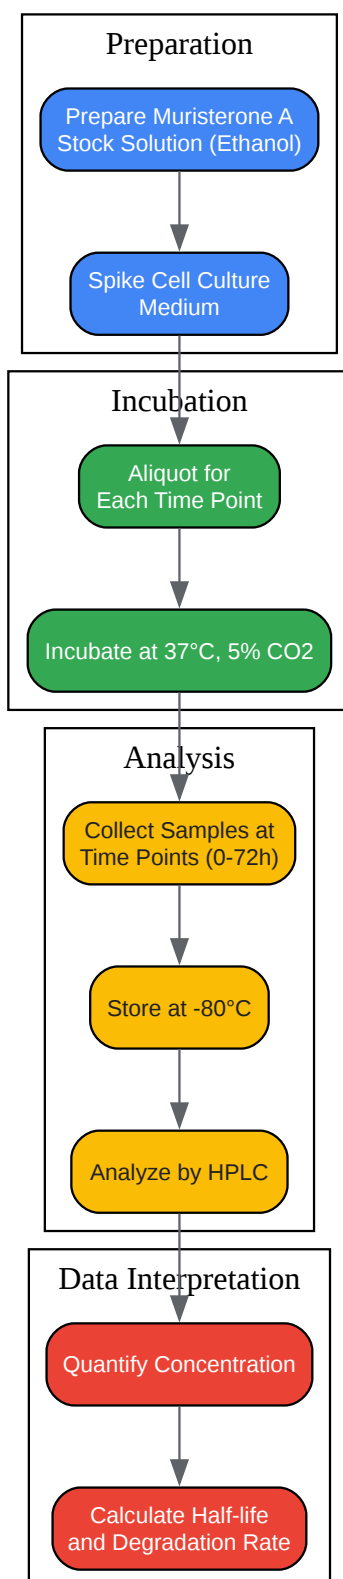 Preparation
Prepare Muristerone A
Stock Solution (Ethanol)
Spike Cell Culture
Medium
Incubation
Aliquot for
Each Time Point
Incubate at 37°C, 5% CO2
Analysis
Collect Samples at
Time Points (0-72h)
Store at -80°C
Analyze by HPLC
Data Interpretation
Quantify Concentration
Calculate Half-life
and Degradation Rate